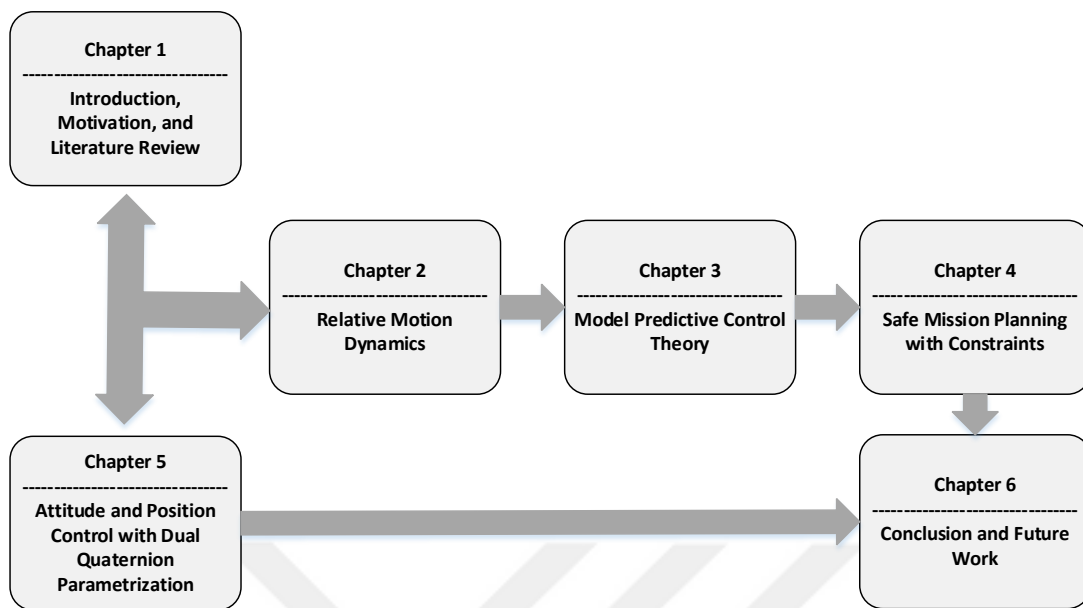 Chapter 1
-----------------------------------
Introduction,
Motivation, and
Literature Review
Chapter 2
-----------------------------------
Relative Motion
Dynamics
Chapter 3
-----------------------------------
Model Predictive Control
Theory
Chapter 4
-----------------------------------
Safe Mission Planning
with Constraints
Chapter 5
-----------------------------------
Attitude and Position
Control with Dual
Quaternion
Parametrization
Chapter 6
-----------------------------------
Conclusion and Future
Work